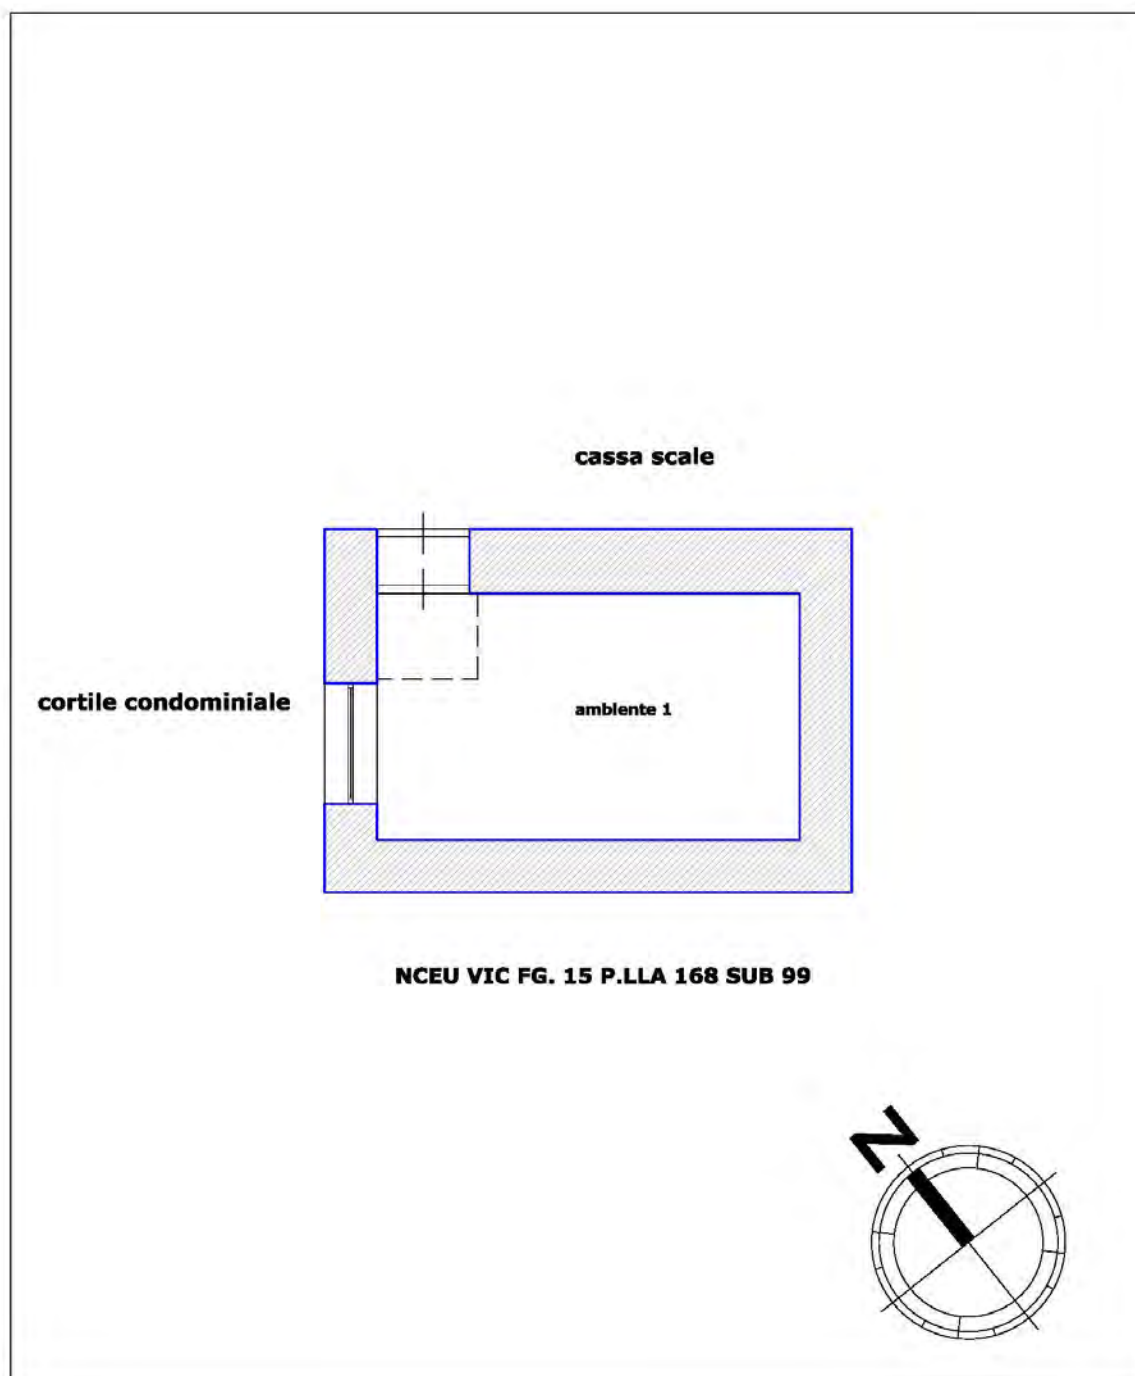 cassa scale
cortile condominiale
ambiente 1
NCEU VIC FG. 15 P.LLA 168 SUB 99
N